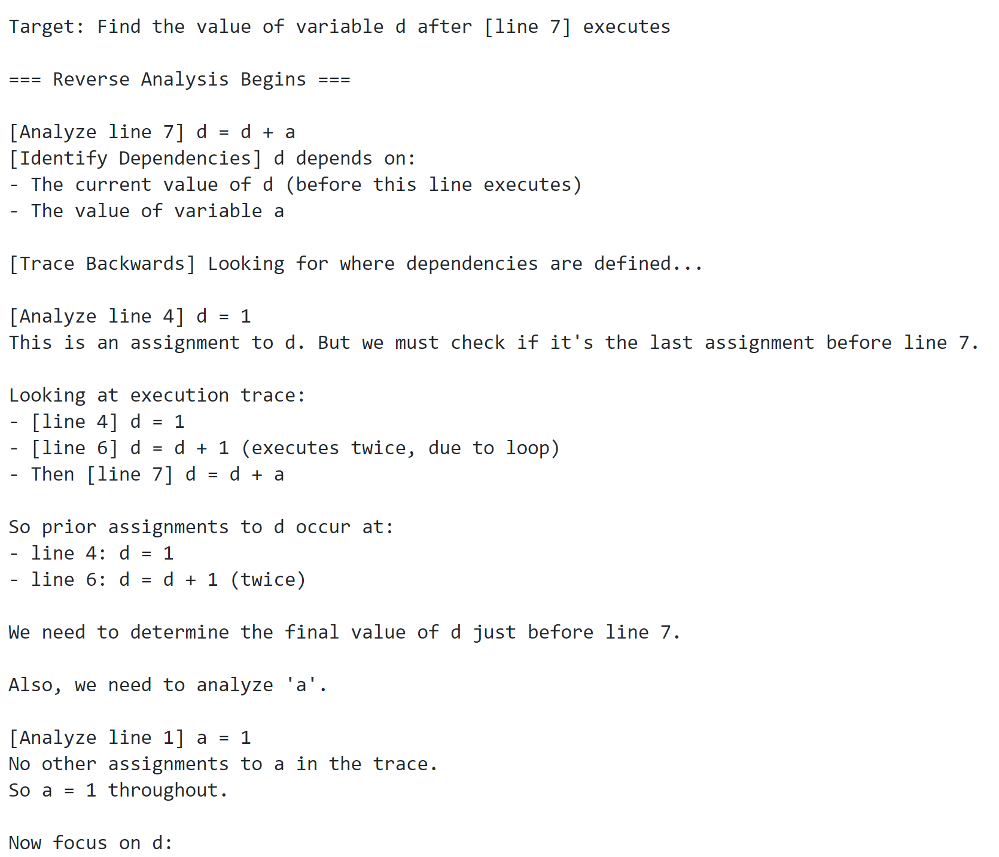 Target: Find the value of variable d after [line 7] executes
=== Reverse Analysis Begins ===
[Analyze line 7] d = d + a
[Identify Dependencies] d depends on:
- The current value of d (before this line executes)
- The value of variable a
[Trace Backwards] Looking for where dependencies are defined...
[Analyze line 4] d = 1
This is an assignment to d. But we must check if it's the last assignment before line 7.
Looking at execution trace:
- [line 4] d = 1
- [line 6] d = d + 1 (executes twice, due to loop)
- Then [line 7] d = d + a
So prior assignments to d occur at:
- line 4: d = 1
- line 6: d = d + 1 (twice)
We need to determine the final value of d just before line 7.
Also, we need to analyze 'a'.
[Analyze line 1] a = 1
No other assignments to a in the trace.
So a = 1 throughout.
Now focus on d: